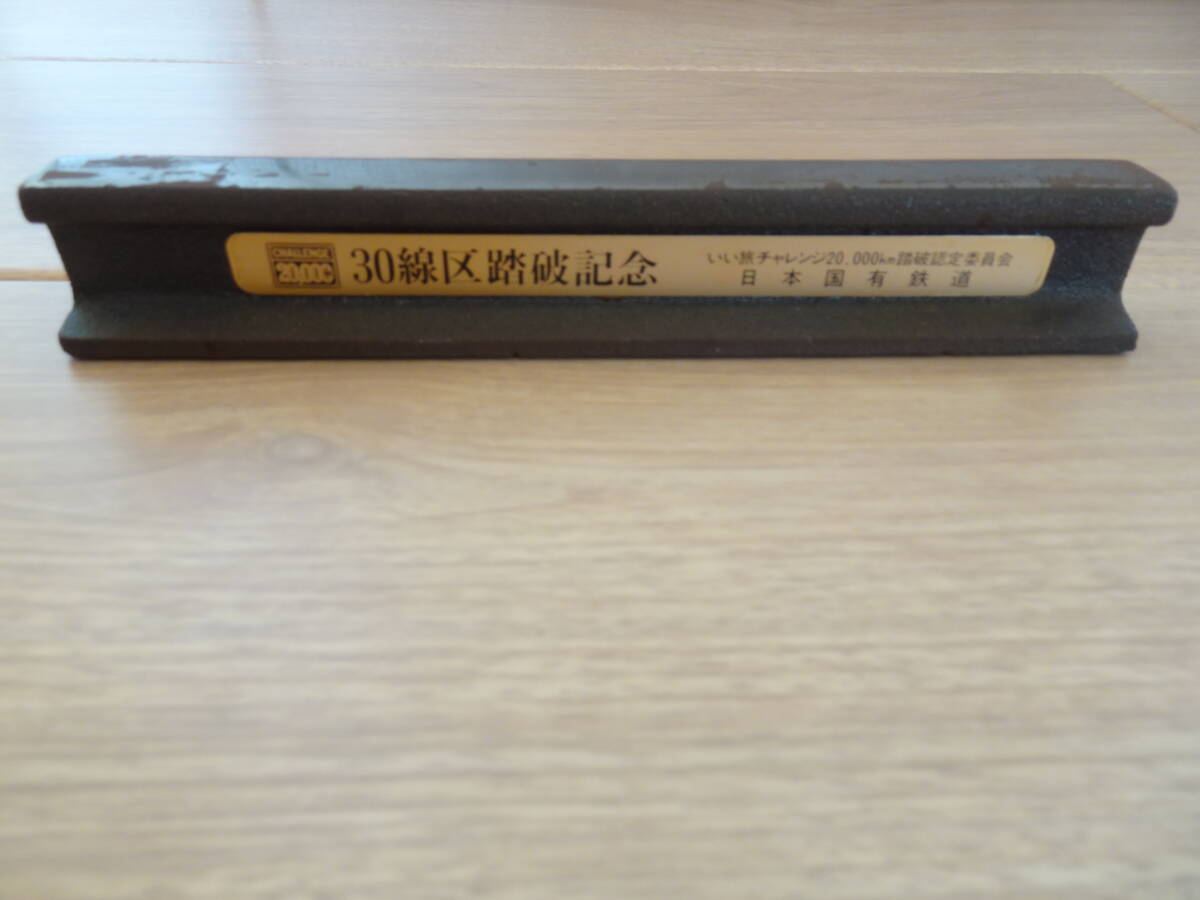 CHALLENGE
20,000
30線区踏破記念
いい旅チャレンジ20,000km踏破認定委員会
日本国有鉄道